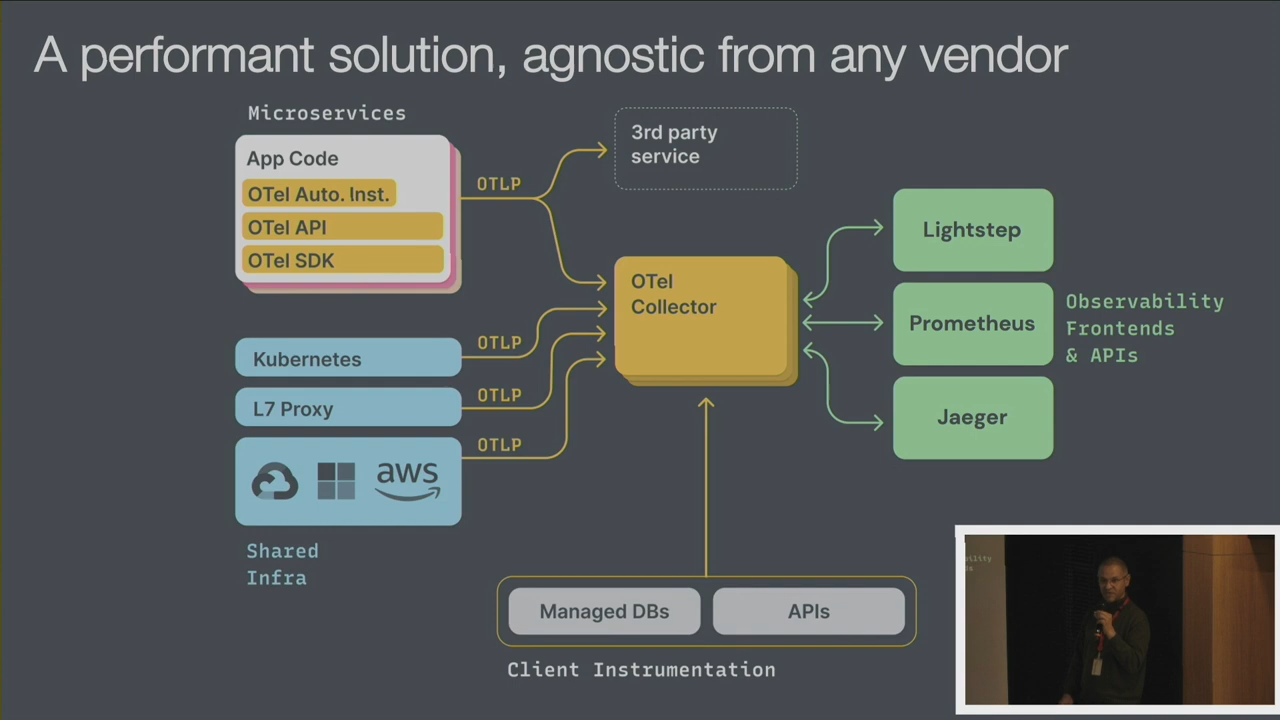 A performant solution, agnostic from any vendor
Microservices
App Code
OTel Auto. Inst.
OTel API
OTel SDK
OTLP
3rd party
service
OTel
Collector
Lightstep
Prometheus
Jaeger
Observability
Frontends
& APIs
Kubernetes
OTLP
L7 Proxy
OTLP
OTLP
aws
Shared
Infra
Managed DBs
APIs
Client Instrumentation